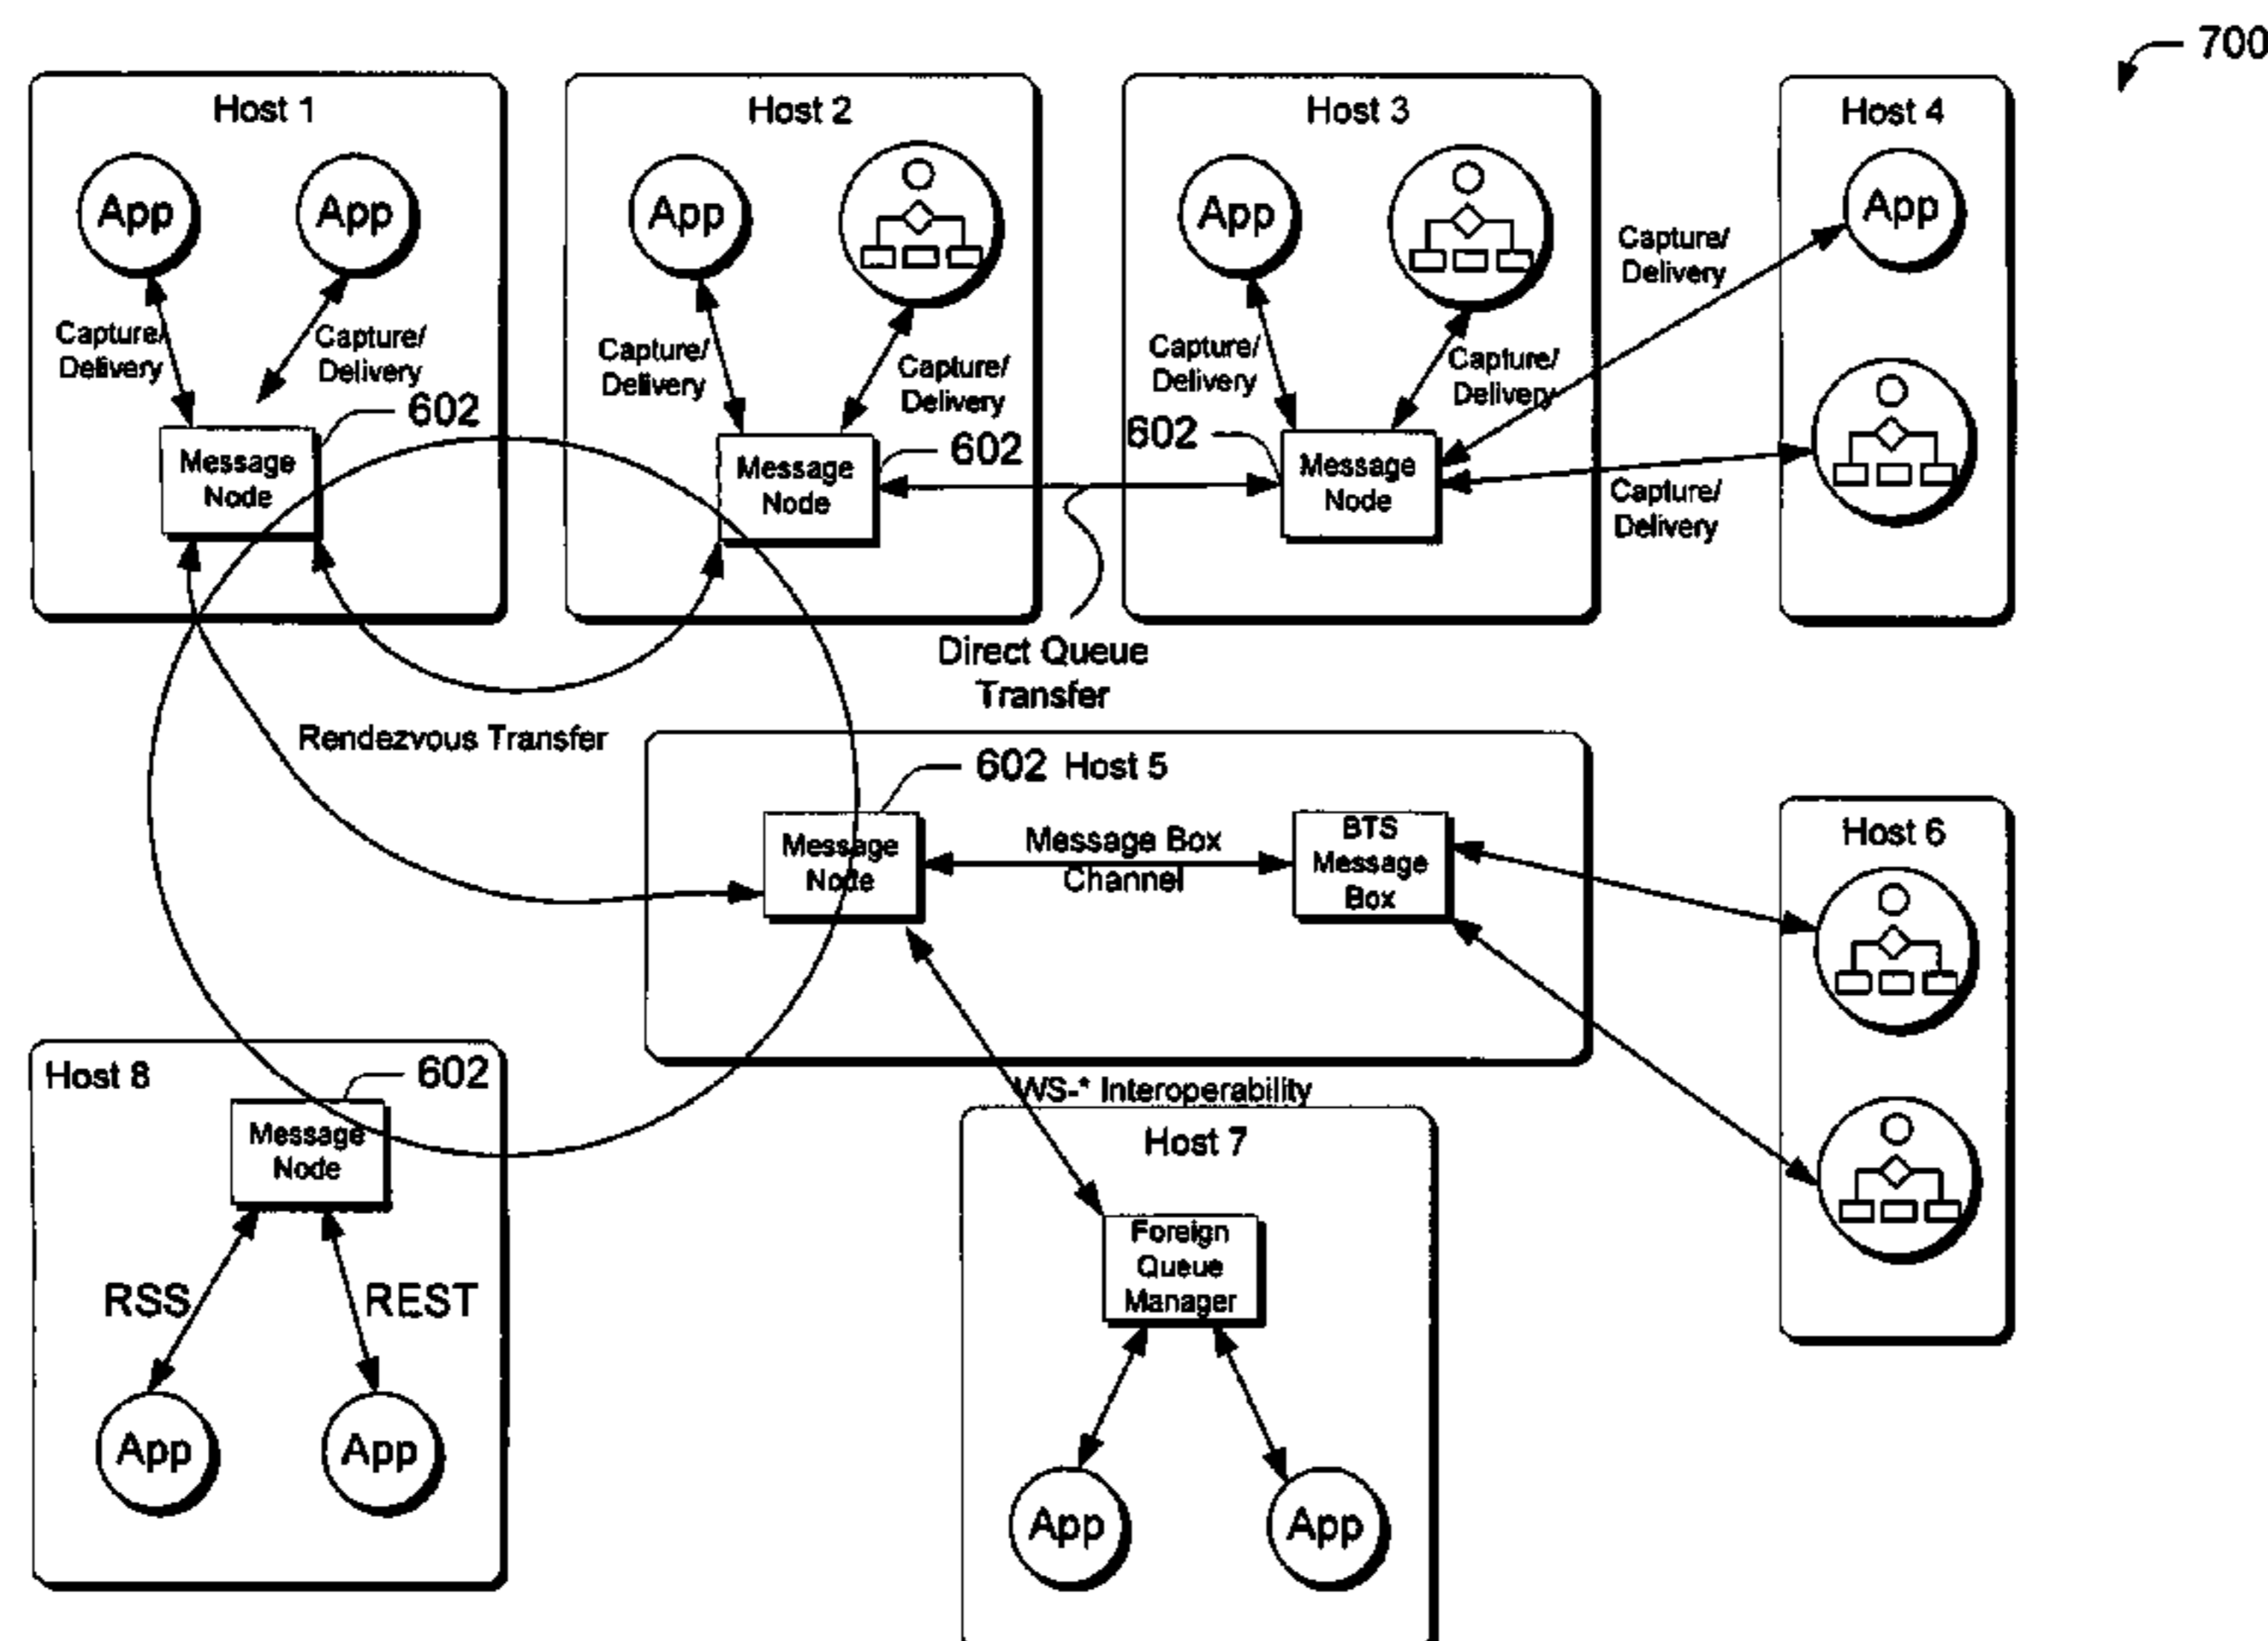 700
Host 1
App
App
Capture/
Delivery
Capture/
Delivery
602
Message
Node
Host 2
App
Capture/
Delivery
Capture/
Delivery
602
Message
Node
Host 3
App
Capture/
Delivery
Capture/
Delivery
602
Message
Node
Capture/
Delivery
Capture/
Delivery
Host 4
App
Direct Queue
Transfer
Rendezvous Transfer
602 Host 5
Message
Node
Message Box
Channel
BTS
Message
Box
Host 6
WS-* Interoperability
Host 7
Foreign
Queue
Manager
App
App
Host 8
602
Message
Node
RSS
REST
App
App